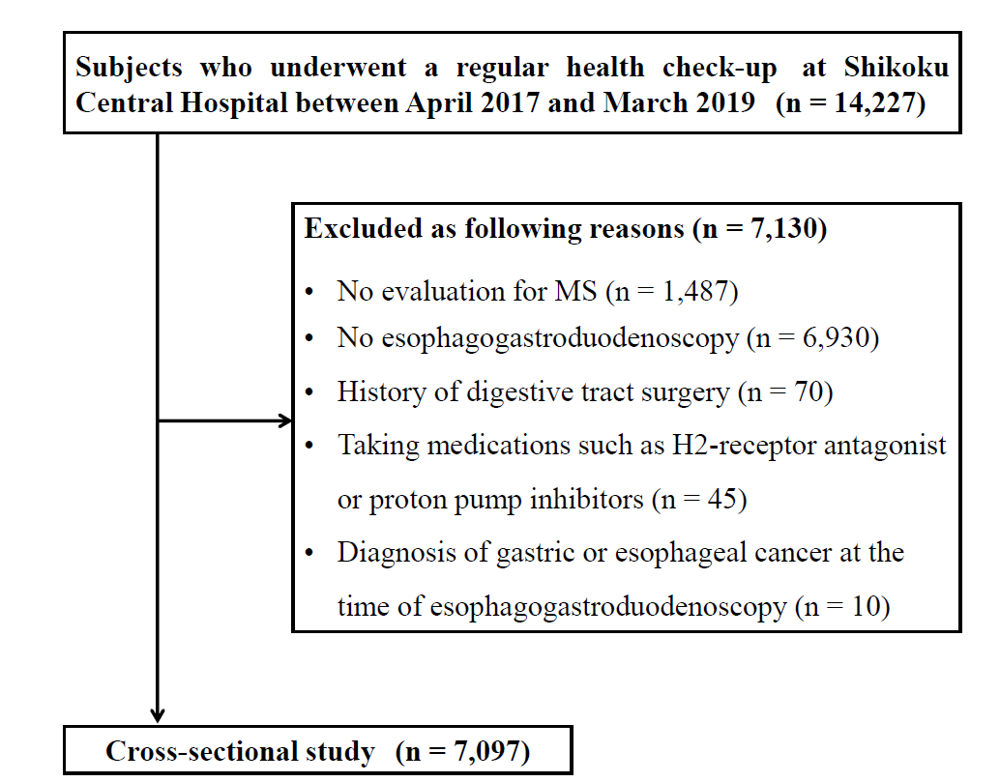 Subjects who underwent a regular health check-up at Shikoku
Central Hospital between April 2017 and March 2019 (n = 14,227)
Excluded as following reasons (n = 7,130)
• No evaluation for MS (n = 1,487)
• No esophagogastroduodenoscopy (n = 6,930)
• History of digestive tract surgery (n = 70)
• Taking medications such as H2-receptor antagonist
or proton pump inhibitors (n = 45)
• Diagnosis of gastric or esophageal cancer at the
time of esophagogastroduodenoscopy (n = 10)
Cross-sectional study (n = 7,097)